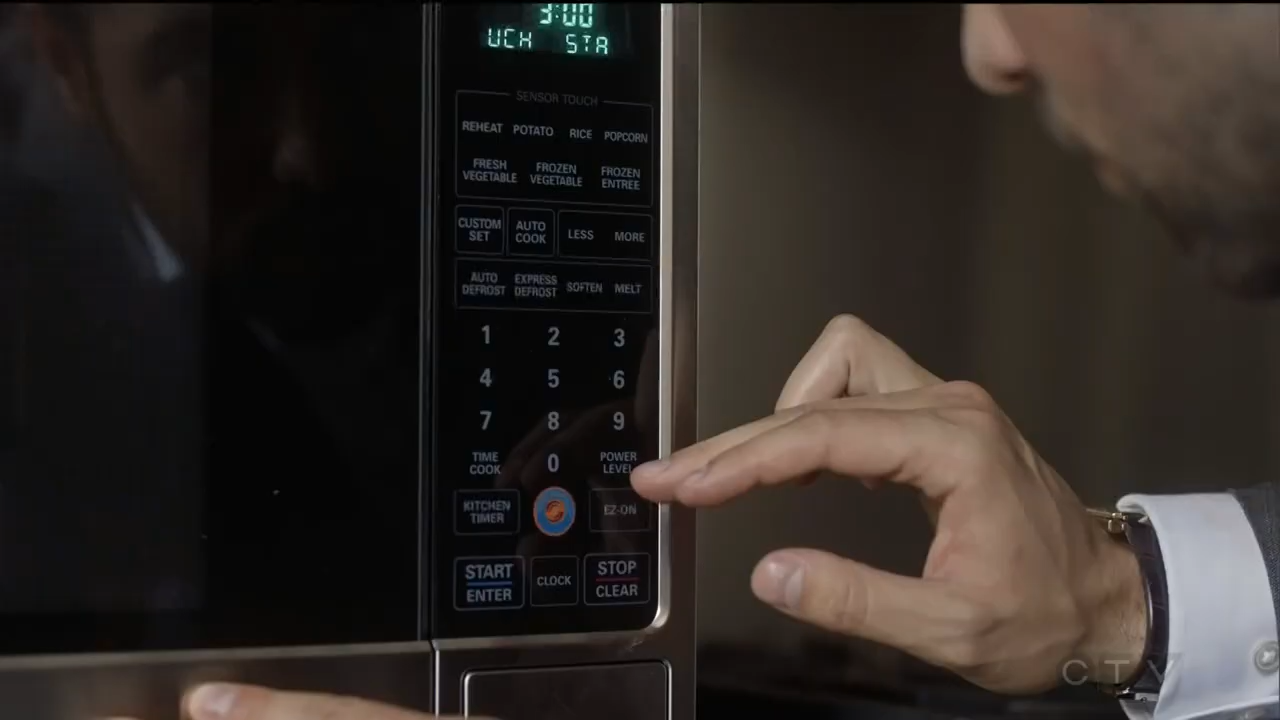 3:00
UCH STA
SENSOR TOUCH
REHEAT POTATO RICE POPCORN
FRESH VEGETABLE FROZEN VEGETABLE FROZEN ENTREE
CUSTOM SET AUTO COOK LESS MORE
AUTO DEFROST EXPRESS DEFROST SOFTEN MELT
1 2 3
4 5 6
7 8 9
TIME COOK 0 POWER LEVEL
KITCHEN TIMER EZ-ON
START ENTER CLOCK STOP CLEAR
CTV